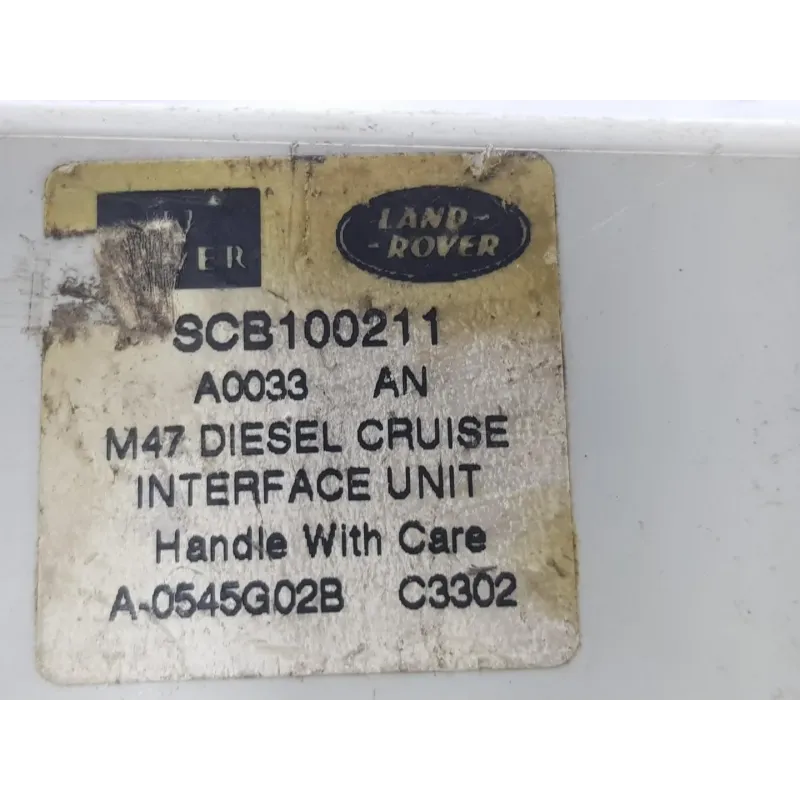 LAND-
-ROVER
SCB100211
A0033 AN
M47 DIESEL CRUISE
INTERFACE UNIT
Handle With Care
A-0545G02B C3302